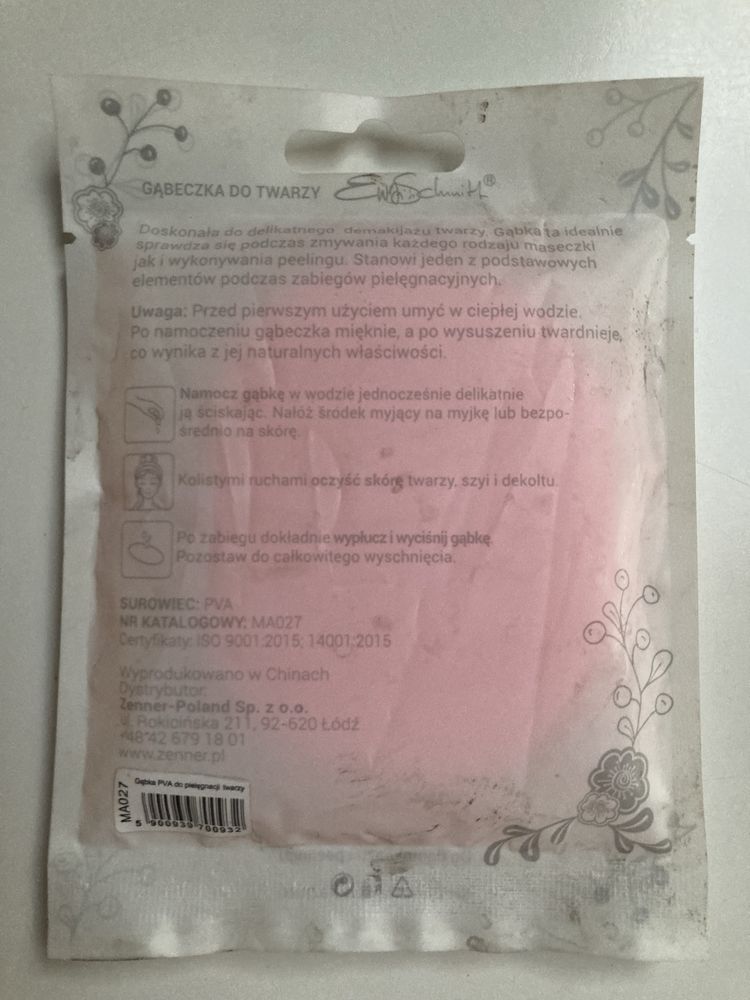 GĄBECZKA DO TWARZY Ewa Schmitt®
Doskonała do delikatnego demakijażu twarzy. Gąbka ta idealnie
sprawdza się podczas zmywania każdego rodzaju maseczki
jak i wykonywania peelingu. Stanowi jeden z podstawowych
elementów podczas zabiegów pielęgnacyjnych.
Uwaga: Przed pierwszym użyciem umyć w ciepłej wodzie.
Po namoczeniu gąbeczka mięknie, a po wysuszeniu twardnieje,
co wynika z jej naturalnych właściwości.
Namocz gąbkę w wodzie jednocześnie delikatnie
ją ściskając. Nałóż środek myjący na myjkę lub bezpo-
średnio na skórę.
Kolistymi ruchami oczyść skórę twarzy, szyi i dekoltu.
Po zabiegu dokładnie wypłucz i wyciśnij gąbkę.
Pozostaw do całkowitego wyschnięcia.
SUROWIEC: PVA
NR KATALOGOWY: MA027
Certyfikaty: ISO 9001:2015; 14001:2015
Wyprodukowano w Chinach
Dystrybutor:
Zenner-Poland Sp. z o.o.
ul. Rokicińska 211, 92-620 Łódź
+48 42 679 18 01
www.zenner.pl
Gąbka PVA do pielęgnacji twarzy
MA027
5 900939 700932